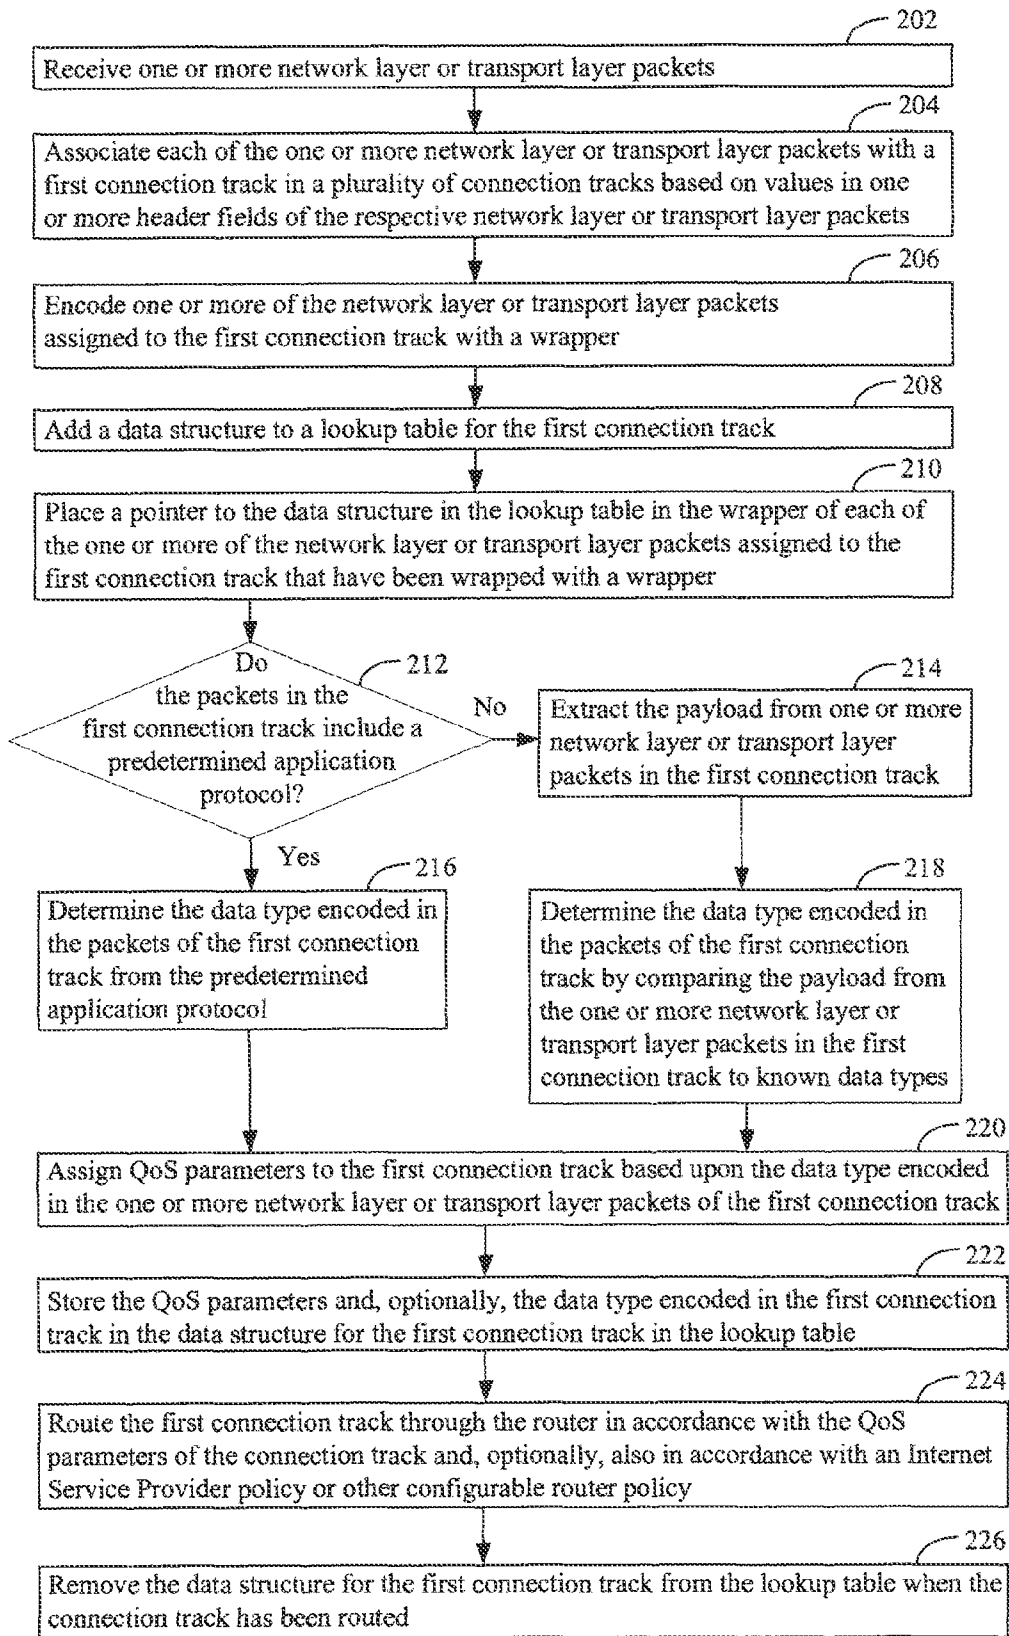 202
Receive one or more network layer or transport layer packets
204
Associate each of the one or more network layer or transport layer packets with a
first connection track in a plurality of connection tracks based on values in one
or more header fields of the respective network layer or transport layer packets
206
Encode one or more of the network layer or transport layer packets
assigned to the first connection track with a wrapper
208
Add a data structure to a lookup table for the first connection track
210
Place a pointer to the data structure in the lookup table in the wrapper of each of
the one or more of the network layer or transport layer packets assigned to the
first connection track that have been wrapped with a wrapper
212
Do
the packets in the
first connection track include a
predetermined application
protocol?
No
214
Extract the payload from one or more
network layer or transport layer
packets in the first connection track
Yes
216
Determine the data type encoded in
the packets of the first connection
track from the predetermined
application protocol
218
Determine the data type encoded in
the packets of the first connection
track by comparing the payload from
the one or more network layer or
transport layer packets in the first
connection track to known data types
220
Assign QoS parameters to the first connection track based upon the data type encoded
in the one or more network layer or transport layer packets of the first connection track
222
Store the QoS parameters and, optionally, the data type encoded in the first connection
track in the data structure for the first connection track in the lookup table
224
Route the first connection track through the router in accordance with the QoS
parameters of the connection track and, optionally, also in accordance with an Internet
Service Provider policy or other configurable router policy
226
Remove the data structure for the first connection track from the lookup table when the
connection track has been routed